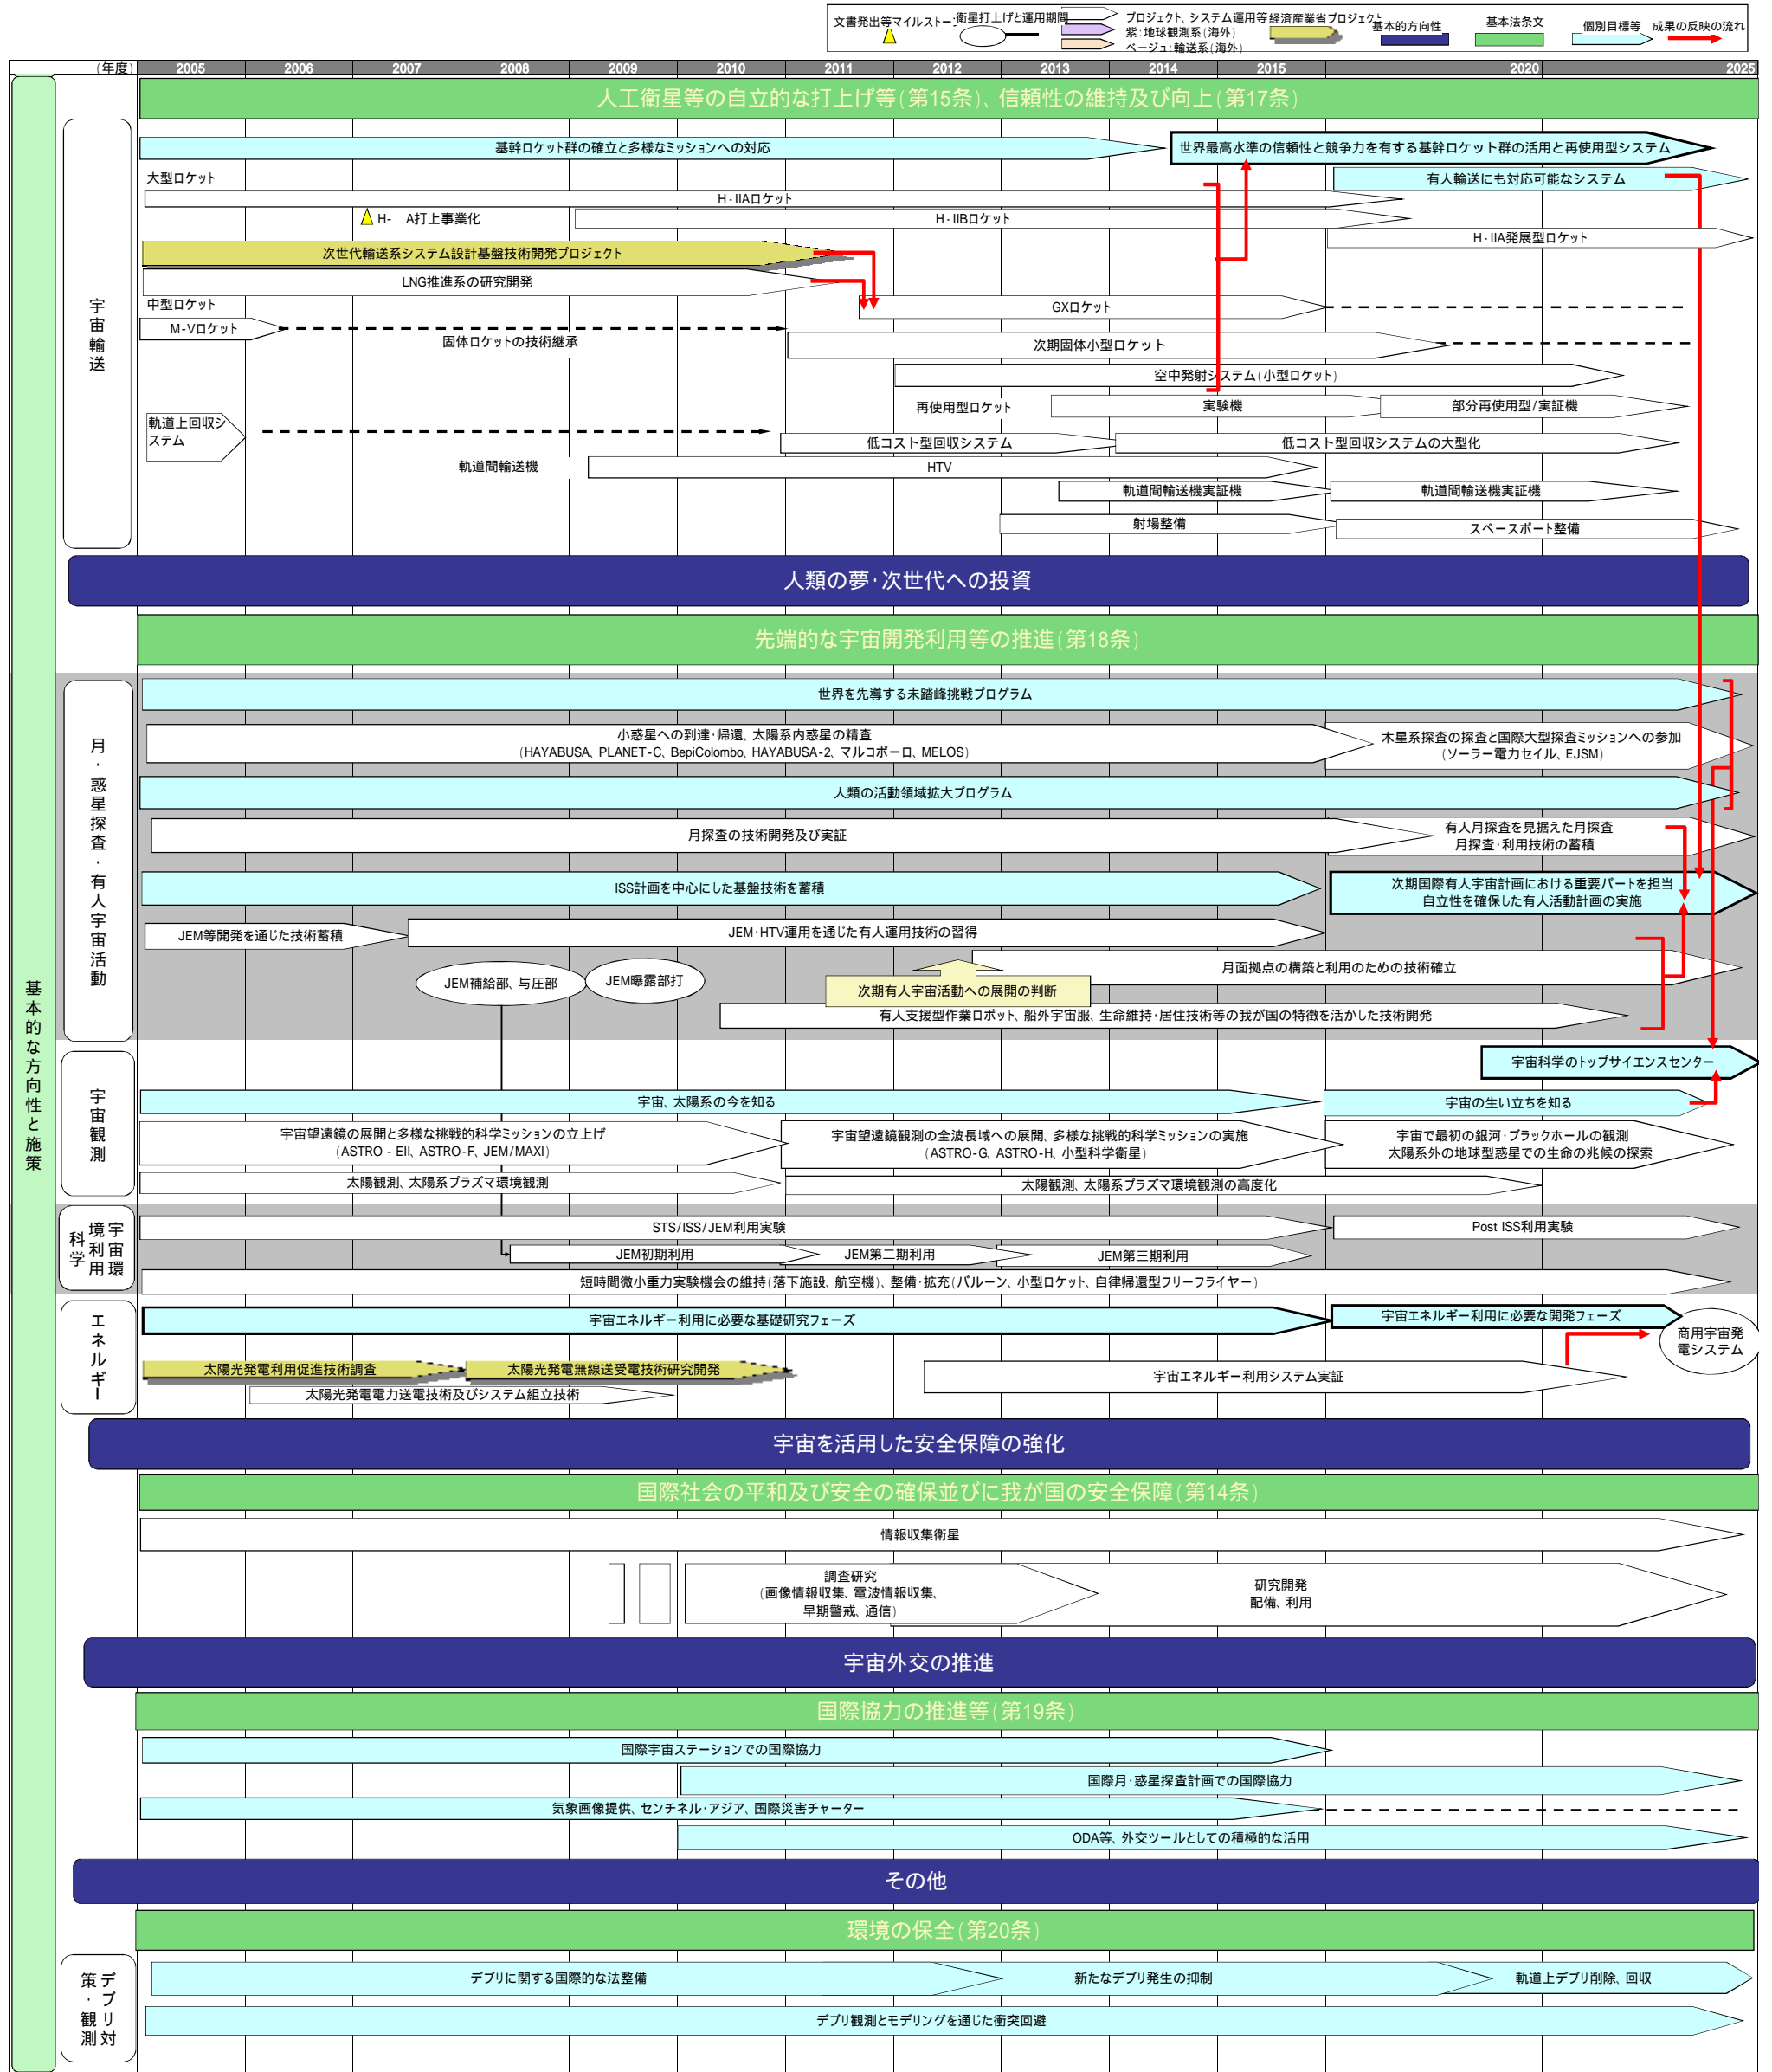 文書発出等マイルストーン
衛星打上げと運用期間
プロジェクト、システム運用等
紫:地球観測系(海外)
ベージュ:輸送系(海外)
経済産業省プロジェクト
基本的方向性
基本法条文
個別目標等
成果の反映の流れ
(年度) 2005 2006 2007 2008 2009 2010 2011 2012 2013 2014 2015 2020 2025
基本的な方向性と施策
人工衛星等の自立的な打上げ等(第15条)、信頼性の維持及び向上(第17条)
宇宙輸送
基幹ロケット群の確立と多様なミッションへの対応
世界最高水準の信頼性と競争力を有する基幹ロケット群の活用と再使用型システム
大型ロケット
有人輸送にも対応可能なシステム
H-IIAロケット
H- A打上事業化
H-IIBロケット
H-IIA発展型ロケット
次世代輸送系システム設計基盤技術開発プロジェクト
LNG推進系の研究開発
中型ロケット
GXロケット
M-Vロケット
固体ロケットの技術継承
次期固体小型ロケット
空中発射システム(小型ロケット)
再使用型ロケット
実験機
部分再使用型/実証機
軌道上回収シ
ステム
低コスト型回収システム
低コスト型回収システムの大型化
軌道間輸送機
HTV
軌道間輸送機実証機
軌道間輸送機実証機
射場整備
スペースポート整備
人類の夢・次世代への投資
先端的な宇宙開発利用等の推進(第18条)
月・惑星探査・有人宇宙活動
世界を先導する未踏峰挑戦プログラム
小惑星への到達・帰還、太陽系内惑星の精査
(HAYABUSA、PLANET-C、BepiColombo、HAYABUSA-2、マルコポーロ、MELOS)
木星系探査の探査と国際大型探査ミッションへの参加
(ソーラー電力セイル、EJSM)
人類の活動領域拡大プログラム
月探査の技術開発及び実証
有人月探査を見据えた月探査
月探査・利用技術の蓄積
ISS計画を中心にした基盤技術を蓄積
次期国際有人宇宙計画における重要パートを担当
自立性を確保した有人活動計画の実施
JEM等開発を通じた技術蓄積
JEM・HTV運用を通じた有人運用技術の習得
JEM補給部、与圧部
JEM曝露部打
月面拠点の構築と利用のための技術確立
次期有人宇宙活動への展開の判断
有人支援型作業ロボット、船外宇宙服、生命維持・居住技術等の我が国の特徴を活かした技術開発
宇宙観測
宇宙科学のトップサイエンスセンター
宇宙、太陽系の今を知る
宇宙の生い立ちを知る
宇宙望遠鏡の展開と多様な挑戦的科学ミッションの立上げ
(ASTRO - EII、ASTRO-F、JEM/MAXI)
宇宙望遠鏡観測の全波長域への展開、多様な挑戦的科学ミッションの実施
(ASTRO-G、ASTRO-H、小型科学衛星)
宇宙で最初の銀河・ブラックホールの観測
太陽系外の地球型惑星での生命の兆候の探索
太陽観測、太陽系プラズマ環境観測
太陽観測、太陽系プラズマ環境観測の高度化
宇宙環
境利用
科学
STS/ISS/JEM利用実験
Post ISS利用実験
JEM初期利用
JEM第二期利用
JEM第三期利用
短時間微小重力実験機会の維持(落下施設、航空機)、整備・拡充(バルーン、小型ロケット、自律帰還型フリーフライヤー)
エネルギー
宇宙エネルギー利用に必要な基礎研究フェーズ
宇宙エネルギー利用に必要な開発フェーズ
商用宇宙発
電システム
太陽光発電利用促進技術調査
太陽光発電無線送受電技術研究開発
宇宙エネルギー利用システム実証
太陽光発電電力送電技術及びシステム組立技術
宇宙を活用した安全保障の強化
国際社会の平和及び安全の確保並びに我が国の安全保障(第14条)
情報収集衛星
調査研究
(画像情報収集、電波情報収集、
早期警戒、通信)
研究開発
配備、利用
宇宙外交の推進
国際協力の推進等(第19条)
国際宇宙ステーションでの国際協力
国際月・惑星探査計画での国際協力
気象画像提供、センチネル・アジア、国際災害チャーター
ODA等、外交ツールとしての積極的な活用
その他
環境の保全(第20条)
デブリ対
策・観測
デブリに関する国際的な法整備
新たなデブリ発生の抑制
軌道上デブリ削除、回収
デブリ観測とモデリングを通じた衝突回避